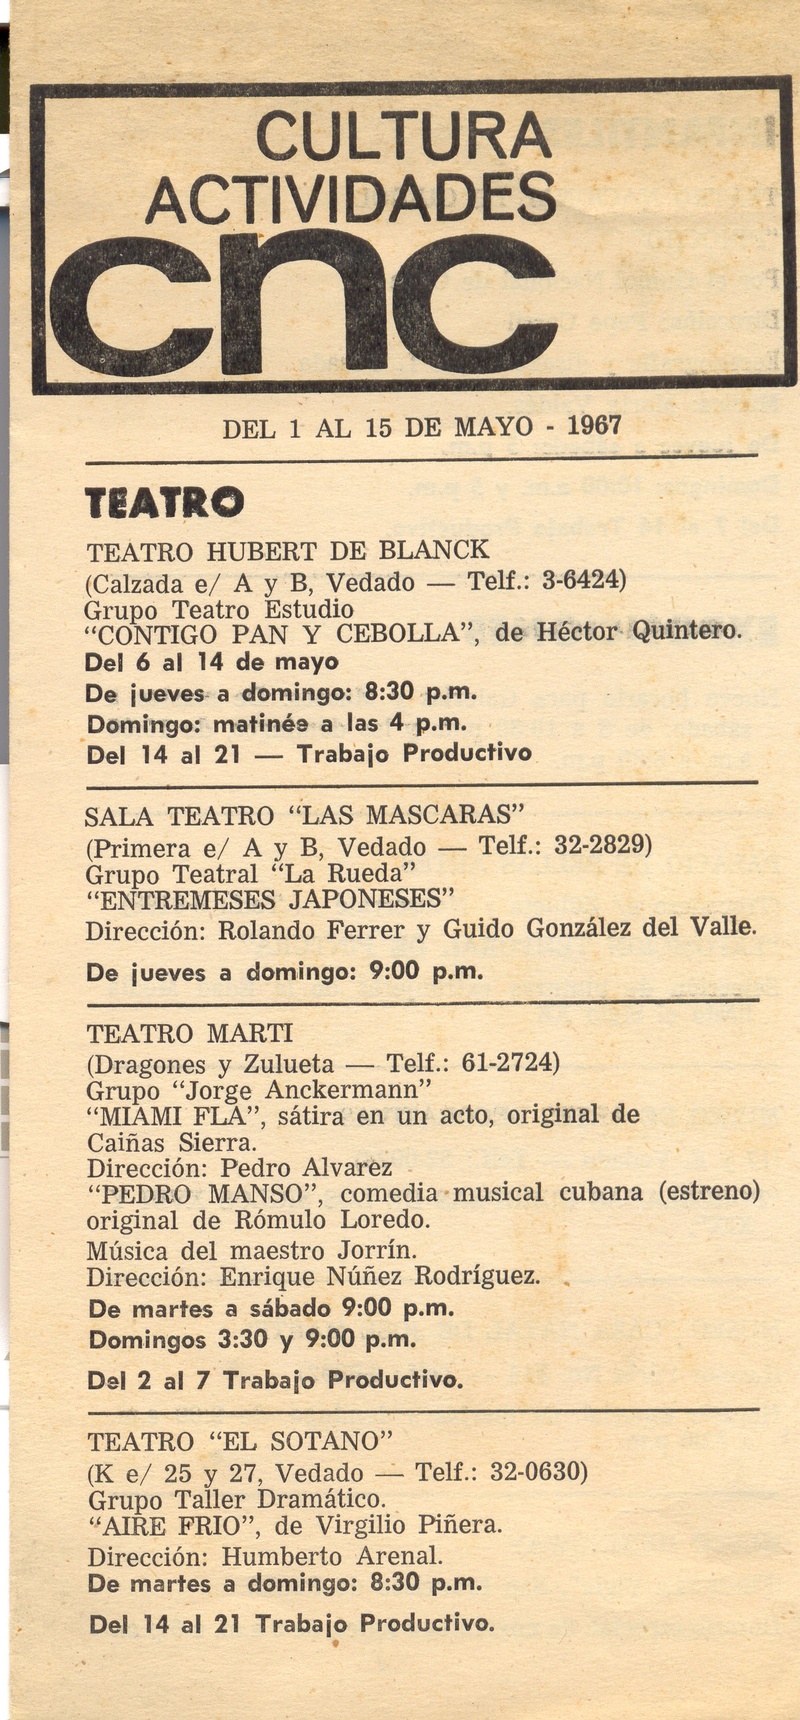 CULTURA
ACTIVIDADES
cnc
DEL 1 AL 15 DE MAYO - 1967
TEATRO
TEATRO HUBERT DE BLANCK
(Calzada e/ A y B, Vedado — Telf.: 3-6424)
Grupo Teatro Estudio
“CONTIGO PAN Y CEBOLLA”, de Héctor Quintero.
Del 6 al 14 de mayo
De jueves a domingo: 8:30 p.m.
Domingo: matinée a las 4 p.m.
Del 14 al 21 — Trabajo Productivo
SALA TEATRO “LAS MASCARAS”
(Primera e/ A y B, Vedado — Telf.: 32-2829)
Grupo Teatral “La Rueda”
“ENTREMESES JAPONESES”
Dirección: Rolando Ferrer y Guido González del Valle.
De jueves a domingo: 9:00 p.m.
TEATRO MARTI
(Dragones y Zulueta — Telf.: 61-2724)
Grupo “Jorge Anckermann”
“MIAMI FLA”, sátira en un acto, original de
Caiñas Sierra.
Dirección: Pedro Alvarez
“PEDRO MANSO”, comedia musical cubana (estreno)
original de Rómulo Loredo.
Música del maestro Jorrín.
Dirección: Enrique Núñez Rodríguez.
De martes a sábado 9:00 p.m.
Domingos 3:30 y 9:00 p.m.
Del 2 al 7 Trabajo Productivo.
TEATRO “EL SOTANO”
(K e/ 25 y 27, Vedado — Telf.: 32-0630)
Grupo Taller Dramático.
“AIRE FRIO”, de Virgilio Piñera.
Dirección: Humberto Arenal.
De martes a domingo: 8:30 p.m.
Del 14 al 21 Trabajo Productivo.